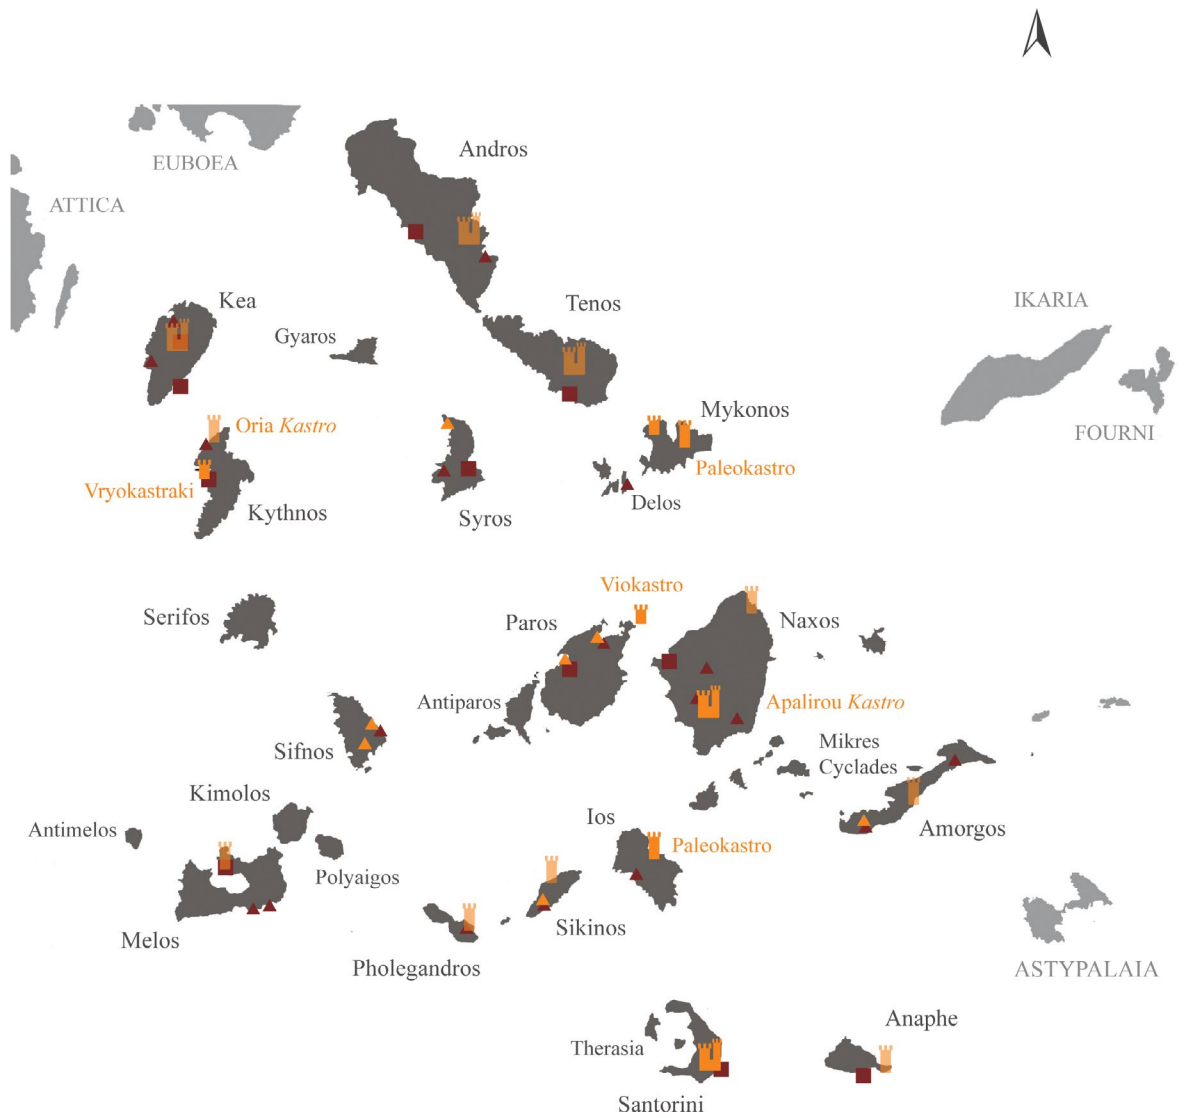 Andros
EUBOEA
ATTICA
Kea
Tenos
IKARIA
Gyaros
Mykonos
Oria Kastro
FOURNI
Paleokastro
Vryokastraki
Delos
Kythnos
Syros
Viokastro
Serifos
Paros
Naxos
Antiparos
Apalirou Kastro
Sifnos
Mikres
Cyclades
Kimolos
Ios
Antimelos
Amorgos
Paleokastro
Polyaigos
Sikinos
Melos
Pholegandros
ASTYPALAIA
Anaphe
Therasia
Santorini